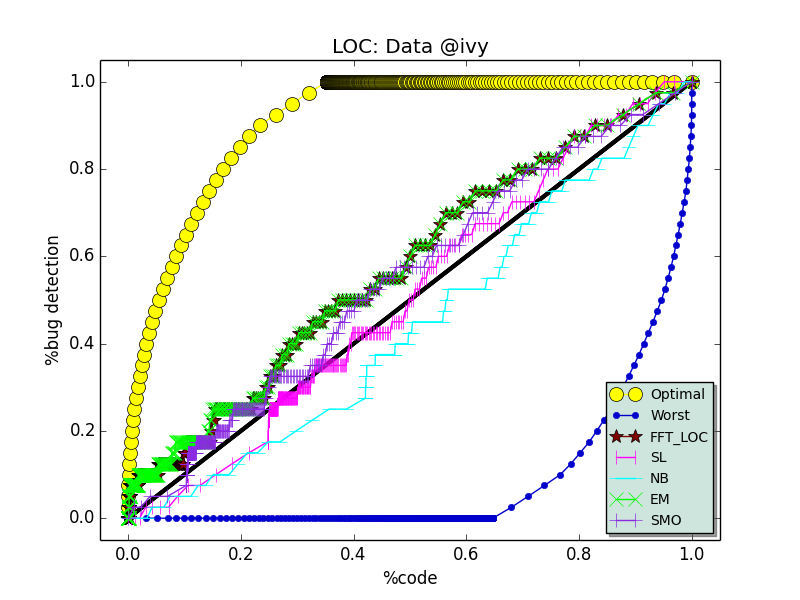 LOC: Data @ivy
%bug detection
1.0
0.8
0.6
0.4
0.2
0.0
0.0 0.2 0.4 0.6 0.8 1.0
%code
Optimal
Worst
FFT_LOC
SL
NB
EM
SMO